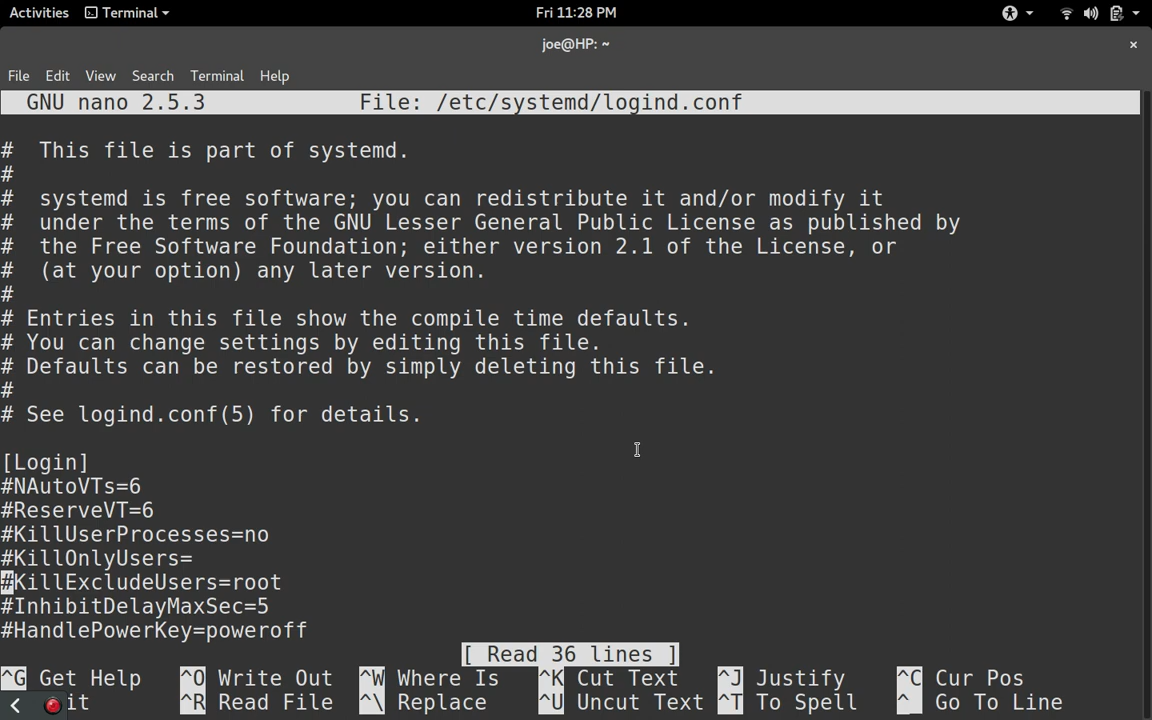 Activities Terminal Fri 11:28 PM
joe@HP: ~ ×
File Edit View Search Terminal Help
GNU nano 2.5.3 File: /etc/systemd/logind.conf
#  This file is part of systemd.
#
#  systemd is free software; you can redistribute it and/or modify it
#  under the terms of the GNU Lesser General Public License as published by
#  the Free Software Foundation; either version 2.1 of the License, or
#  (at your option) any later version.
#
# Entries in this file show the compile time defaults.
# You can change settings by editing this file.
# Defaults can be restored by simply deleting this file.
#
# See logind.conf(5) for details.
[Login]
#NAutoVTs=6
#ReserveVT=6
#KillUserProcesses=no
#KillOnlyUsers=
#KillExcludeUsers=root
#InhibitDelayMaxSec=5
#HandlePowerKey=poweroff
[ Read 36 lines ]
^G Get Help ^O Write Out ^W Where Is ^K Cut Text ^J Justify ^C Cur Pos
it ^R Read File ^\ Replace ^U Uncut Text ^T To Spell ^_ Go To Line